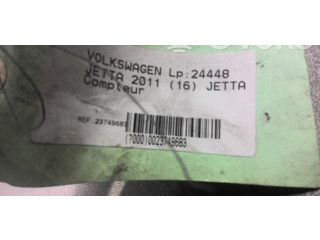 VOLKSWAGEN Lp:24448
JETTA 2011 (16) JETTA
Compteur
REF:23749683
(7000)0023749683